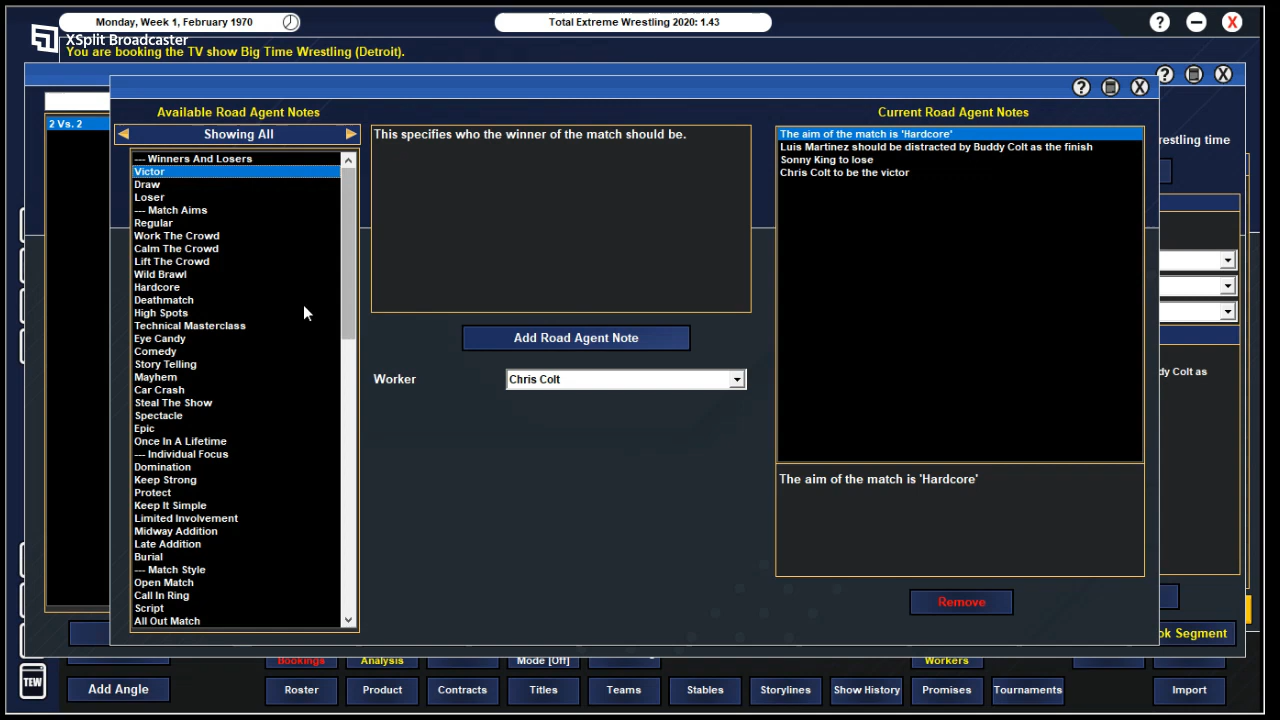 Monday, Week 1, February 1970
Total Extreme Wrestling 2020: 1.43
?
X
XSplit Broadcaster
You are booking the TV show Big Time Wrestling (Detroit).
?
X
?
X
Available Road Agent Notes
Current Road Agent Notes
2 Vs. 2
Showing All
This specifies who the winner of the match should be.
The aim of the match is 'Hardcore'
Luis Martinez should be distracted by Buddy Colt as the finish
Sonny King to lose
Chris Colt to be the victor
restling time
--- Winners And Losers
Victor
Draw
Loser
--- Match Aims
Regular
Work The Crowd
Calm The Crowd
Lift The Crowd
Wild Brawl
Hardcore
Deathmatch
High Spots
Technical Masterclass
Eye Candy
Comedy
Story Telling
Mayhem
Car Crash
Steal The Show
Spectacle
Epic
Once In A Lifetime
--- Individual Focus
Domination
Keep Strong
Protect
Keep It Simple
Limited Involvement
Midway Addition
Late Addition
Burial
--- Match Style
Open Match
Call In Ring
Script
All Out Match
Add Road Agent Note
Worker
Chris Colt
dy Colt as
The aim of the match is 'Hardcore'
Remove
ok Segment
Bookings
Analysis
Mode [Off]
Workers
TEW
Add Angle
Roster
Product
Contracts
Titles
Teams
Stables
Storylines
Show History
Promises
Tournaments
Import